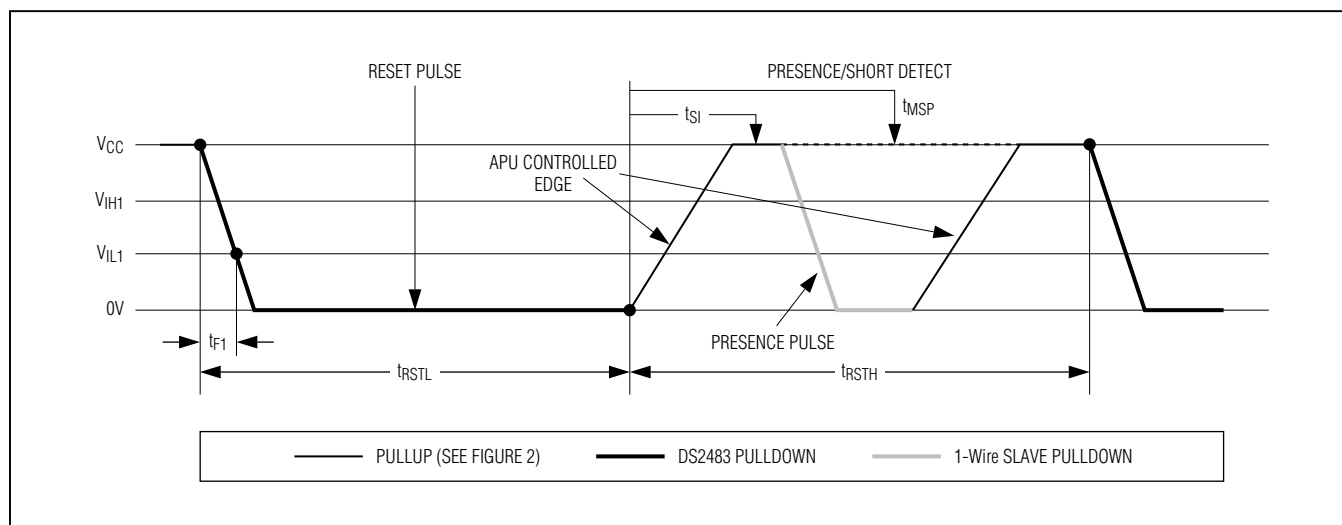 RESET PULSE
PRESENCE/SHORT DETECT
tMSP
tSI
VCC
APU CONTROLLED
EDGE
VIH1
VIL1
0V
PRESENCE PULSE
tF1
tRSTL
tRSTH
PULLUP (SEE FIGURE 2)
DS2483 PULLDOWN
1-Wire SLAVE PULLDOWN